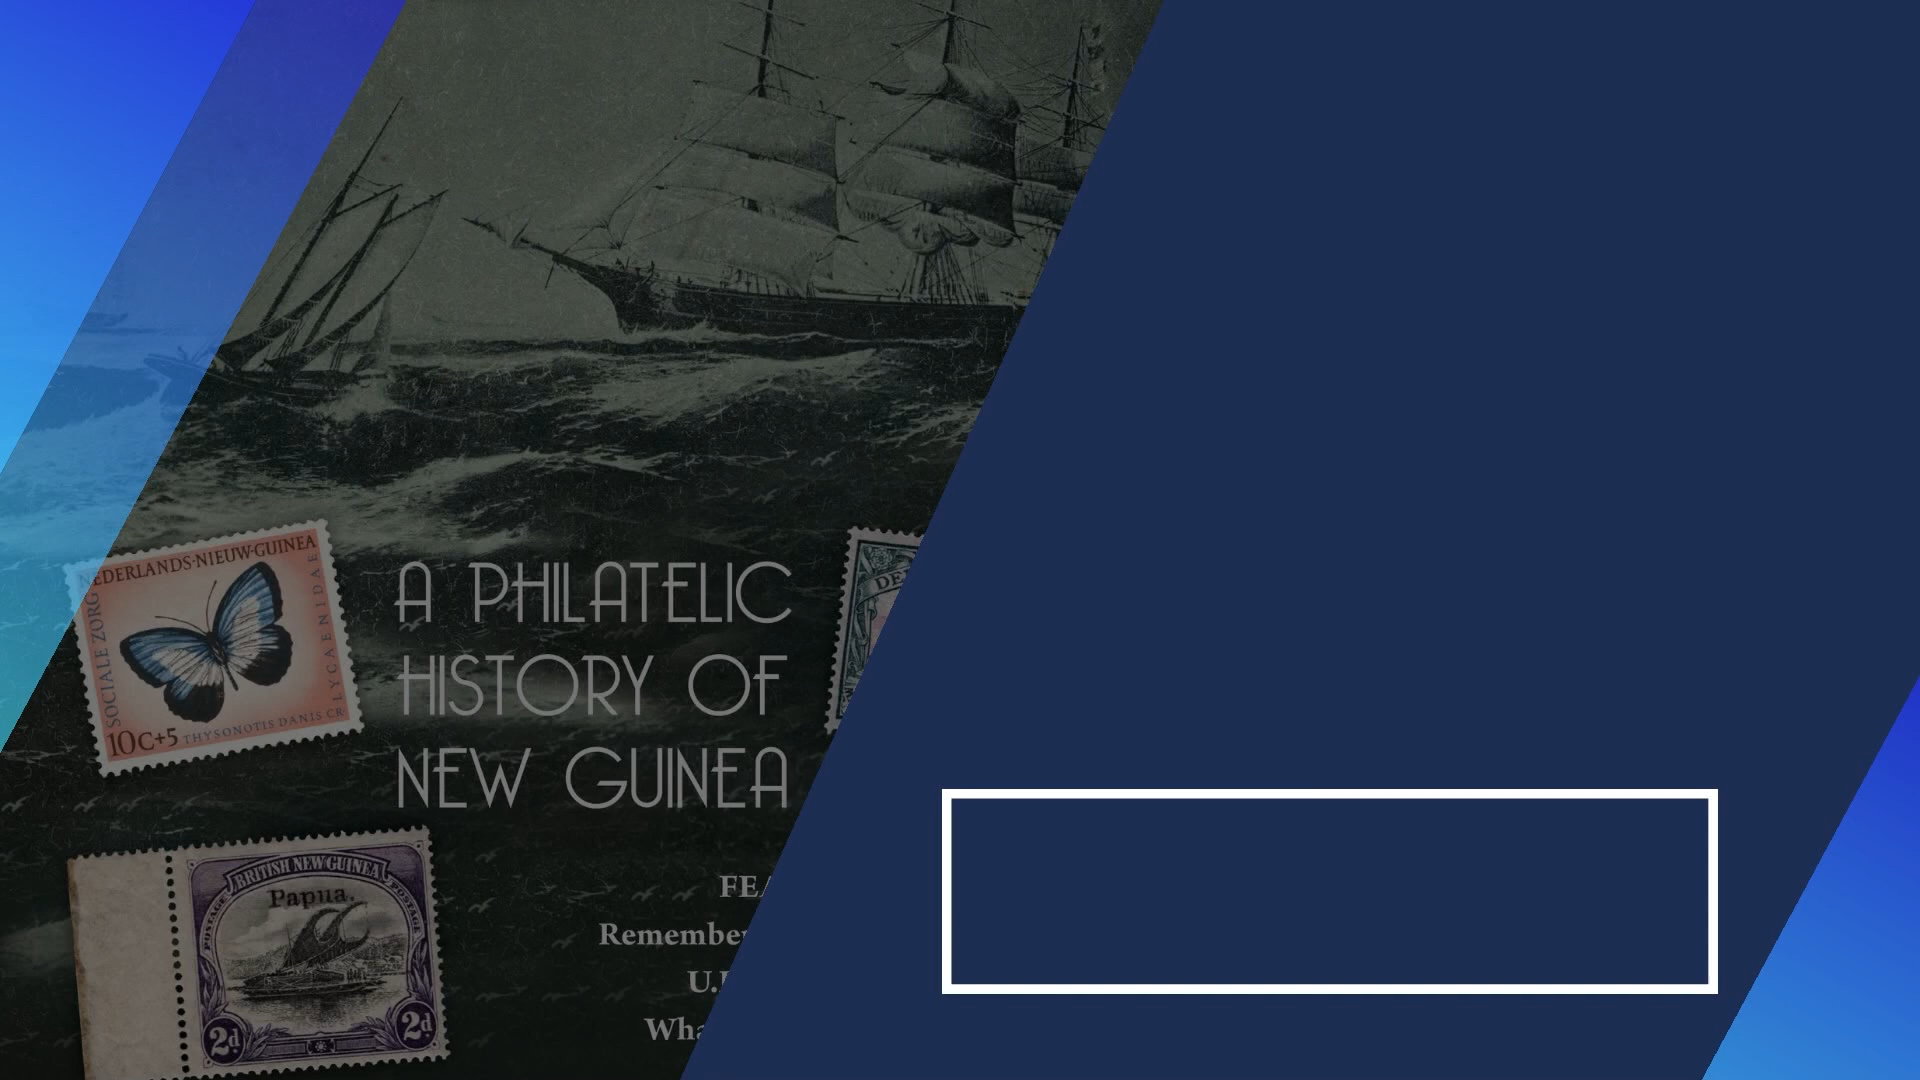 NEDERLANDS·NIEUW·GUINEA
SOCIALE ZORG
LYCAENIDAE
10C+5 THYSONOTIS DANIS CR.
A PHILATELIC
HISTORY OF
NEW GUINEA
BRITISH NEW GUINEA
POSTAGE
POSTAGE
Papua.
2d
2d